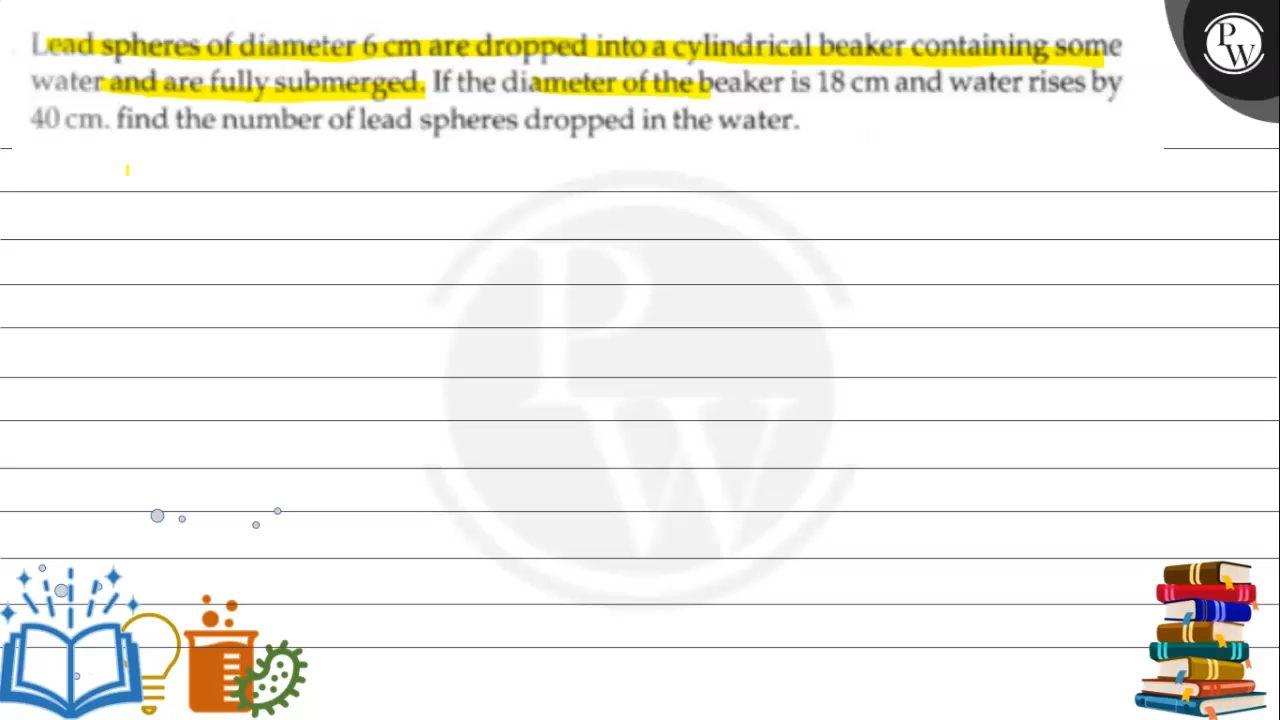 Lead spheres of diameter 6 cm are dropped into a cylindrical beaker containing some
water and are fully submerged. If the diameter of the beaker is 18 cm and water rises by
40 cm. find the number of lead spheres dropped in the water.
PW
PW